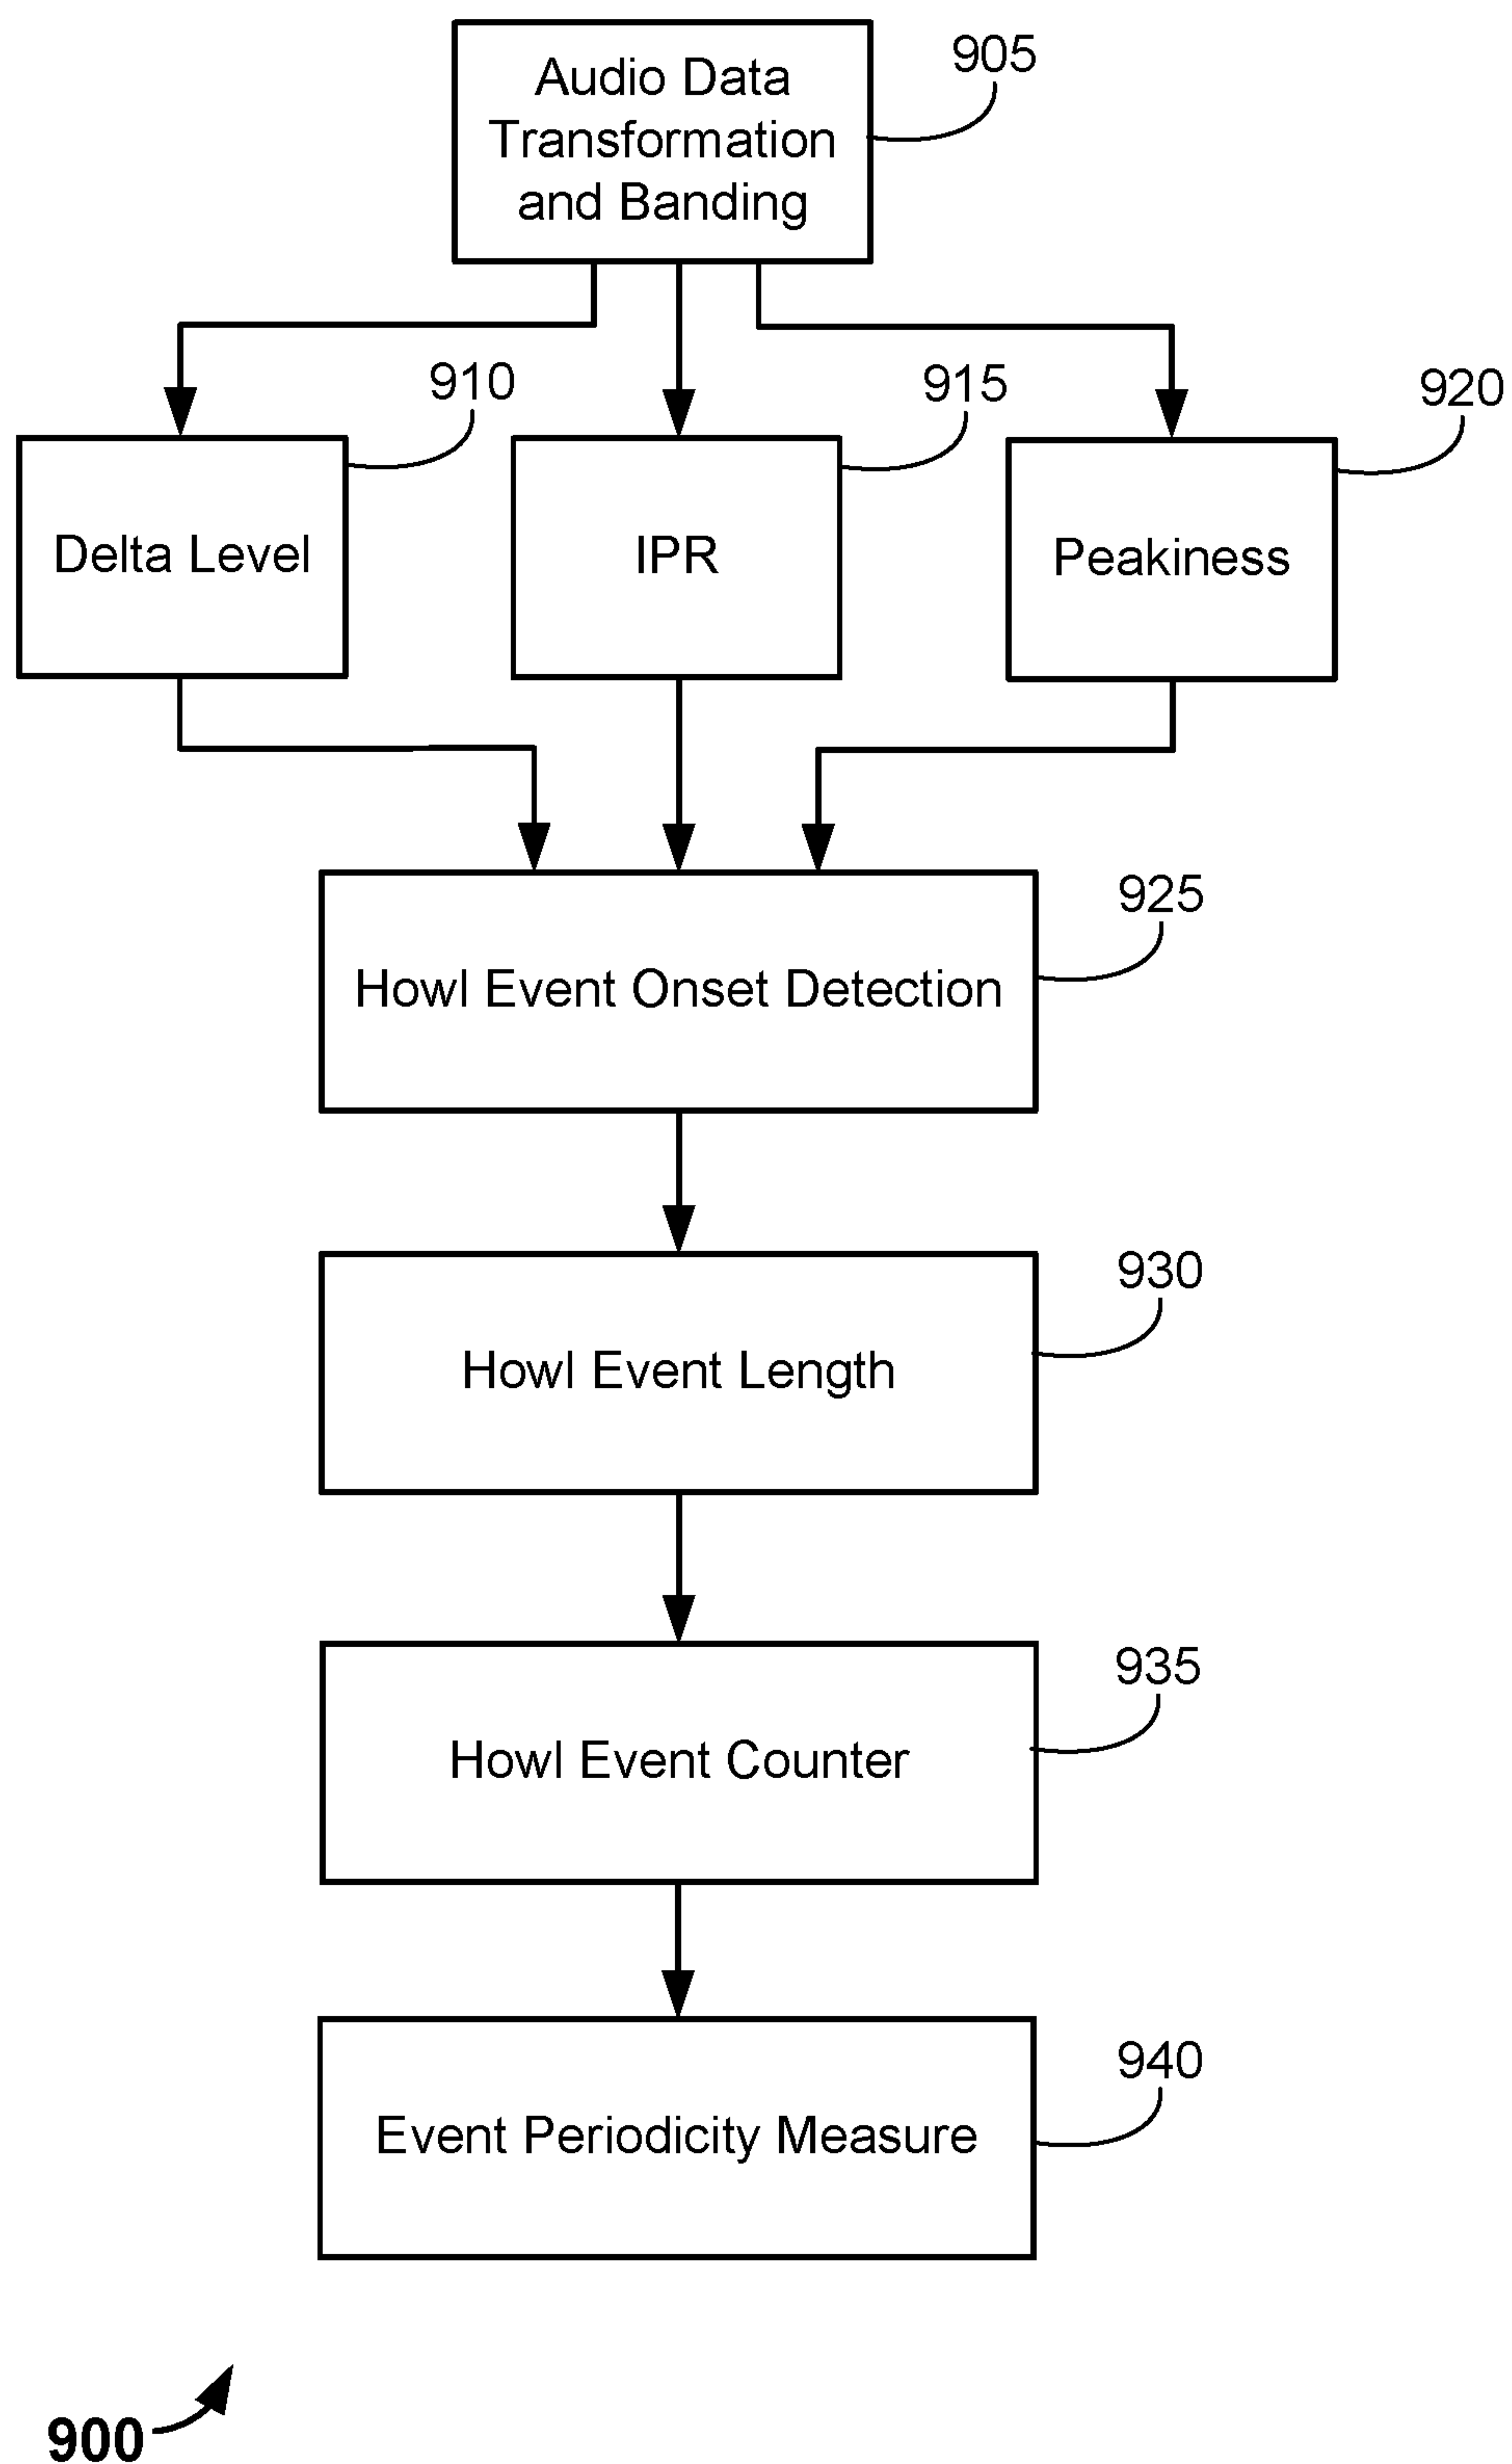 Audio Data
Transformation
and Banding
905
910
915
920
Delta Level
IPR
Peakiness
925
Howl Event Onset Detection
930
Howl Event Length
935
Howl Event Counter
940
Event Periodicity Measure
900